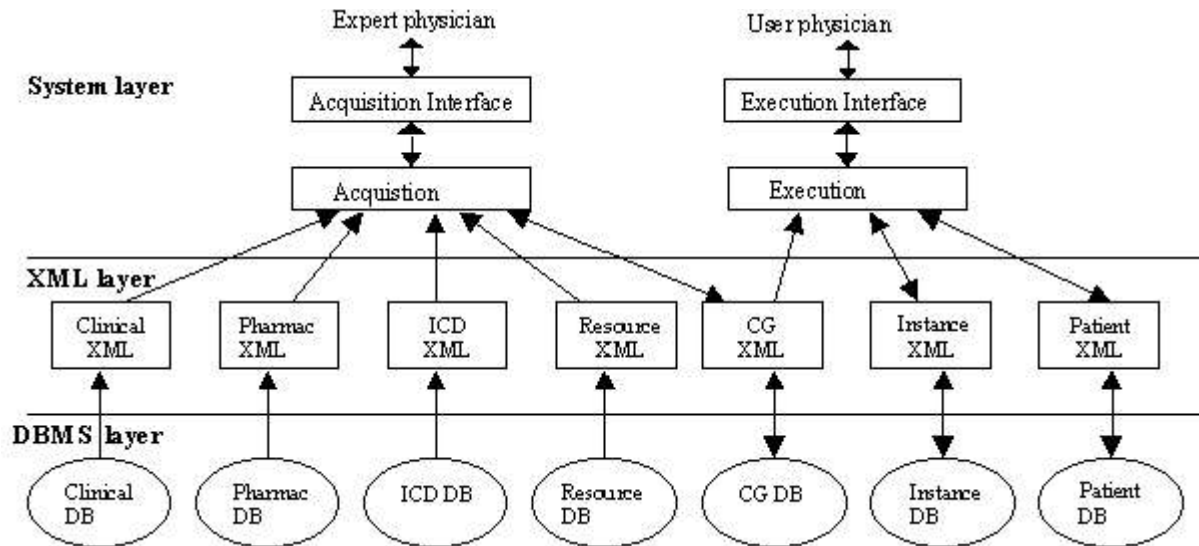 Expert physician
User physician
System layer
Acquisition Interface
Execution Interface
Acquistion
Execution
XML layer
Clinical
XML
Pharmac
XML
ICD
XML
Resource
XML
CG
XML
Instance
XML
Patient
XML
DBMS layer
Clinical
DB
Pharmac
DB
ICD DB
Resource
DB
CG DB
Instance
DB
Patient
DB